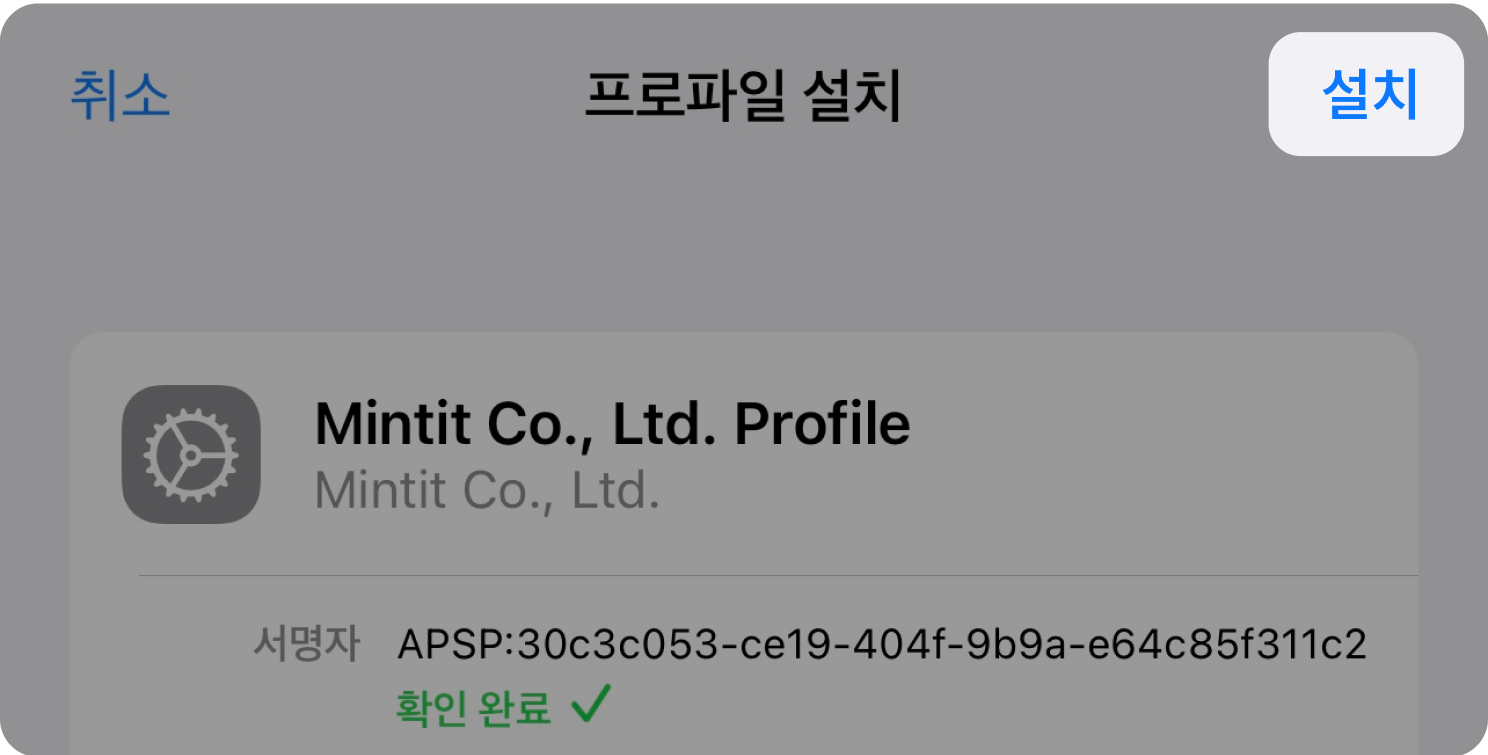 취소
프로파일 설치
설치
Mintit Co., Ltd. Profile
Mintit Co., Ltd.
서명자 APSP:30c3c053-ce19-404f-9b9a-e64c85f311c2
확인 완료 ✓